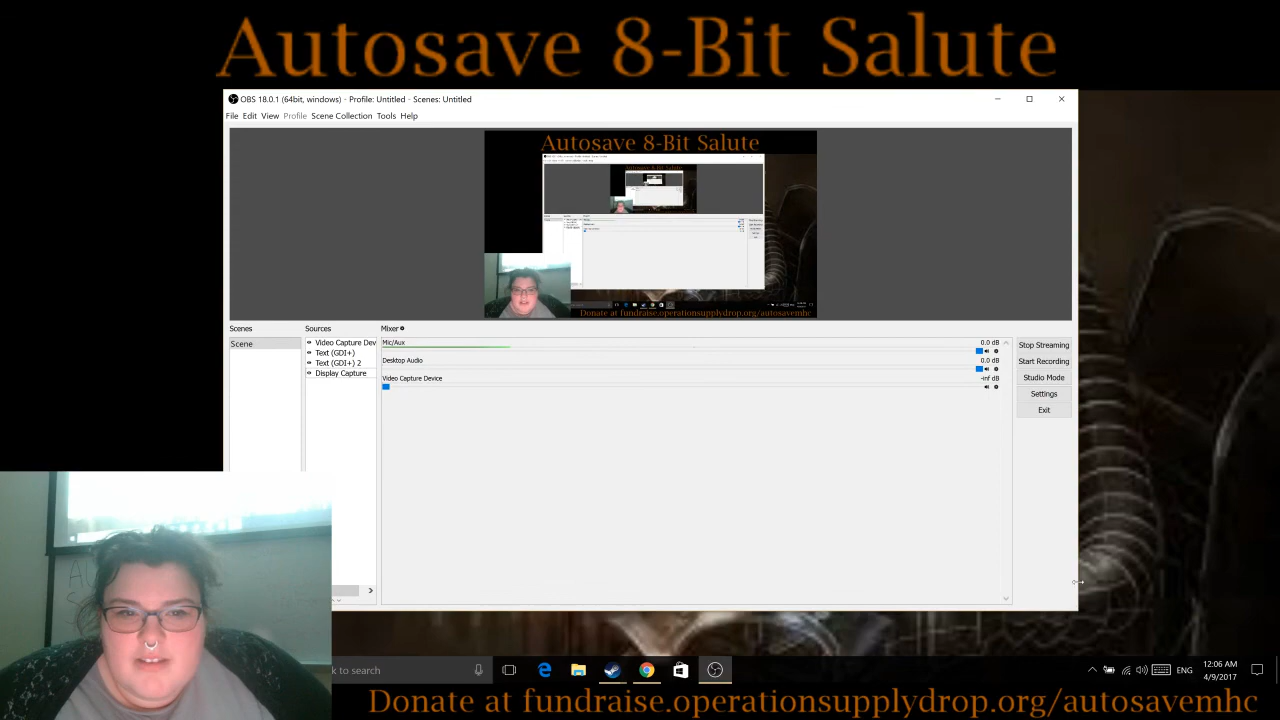 Autosave 8-Bit Salute
OBS 18.0.1 (64bit, windows) - Profile: Untitled - Scenes: Untitled
File Edit View Profile Scene Collection Tools Help
Autosave 8-Bit Salute
Autosave 8-Bit Salute
Donate at fundraise.operationsupplydrop.org/autosavemhc
Scenes Sources Mixer
Scene
Video Capture Dev
Text (GDI+)
Text (GDI+) 2
Display Capture
Mic/Aux 0.0 dB
Desktop Audio 0.0 dB
Video Capture Device -inf dB
Stop Streaming
Start Recording
Studio Mode
Settings
Exit
k to search
ENG
12:06 AM
4/9/2017
Donate at fundraise.operationsupplydrop.org/autosavemhc